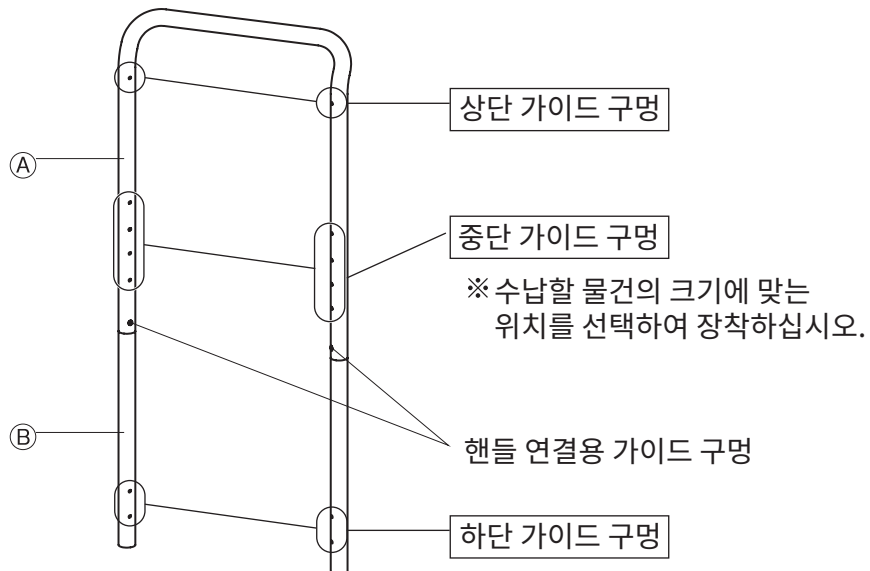 상단 가이드 구멍
Ⓐ
중단 가이드 구멍
※ 수납할 물건의 크기에 맞는
위치를 선택하여 장착하십시오.
Ⓑ
핸들 연결용 가이드 구멍
하단 가이드 구멍